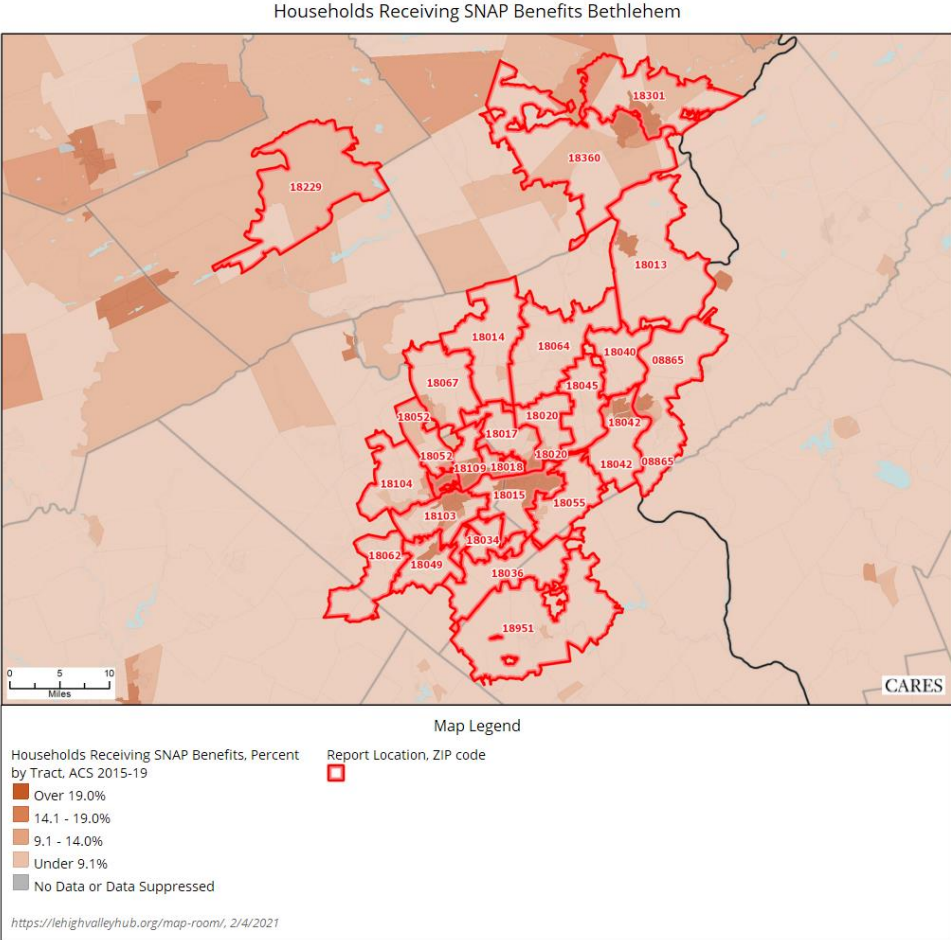 Households Receiving SNAP Benefits Bethlehem
18301
18360
18229
18013
18014
18064
18040
08865
18067
18045
18052
18020
18042
18017
18052
18020
18109
18018
18042
08865
18104
18015
18055
18103
18034
18062
18049
18036
18951
0 5 10
Miles
CARES
Map Legend
Households Receiving SNAP Benefits, Percent
by Tract, ACS 2015-19
Over 19.0%
14.1 - 19.0%
9.1 - 14.0%
Under 9.1%
No Data or Data Suppressed
Report Location, ZIP code
https://lehighvalleyhub.org/map-room/, 2/4/2021